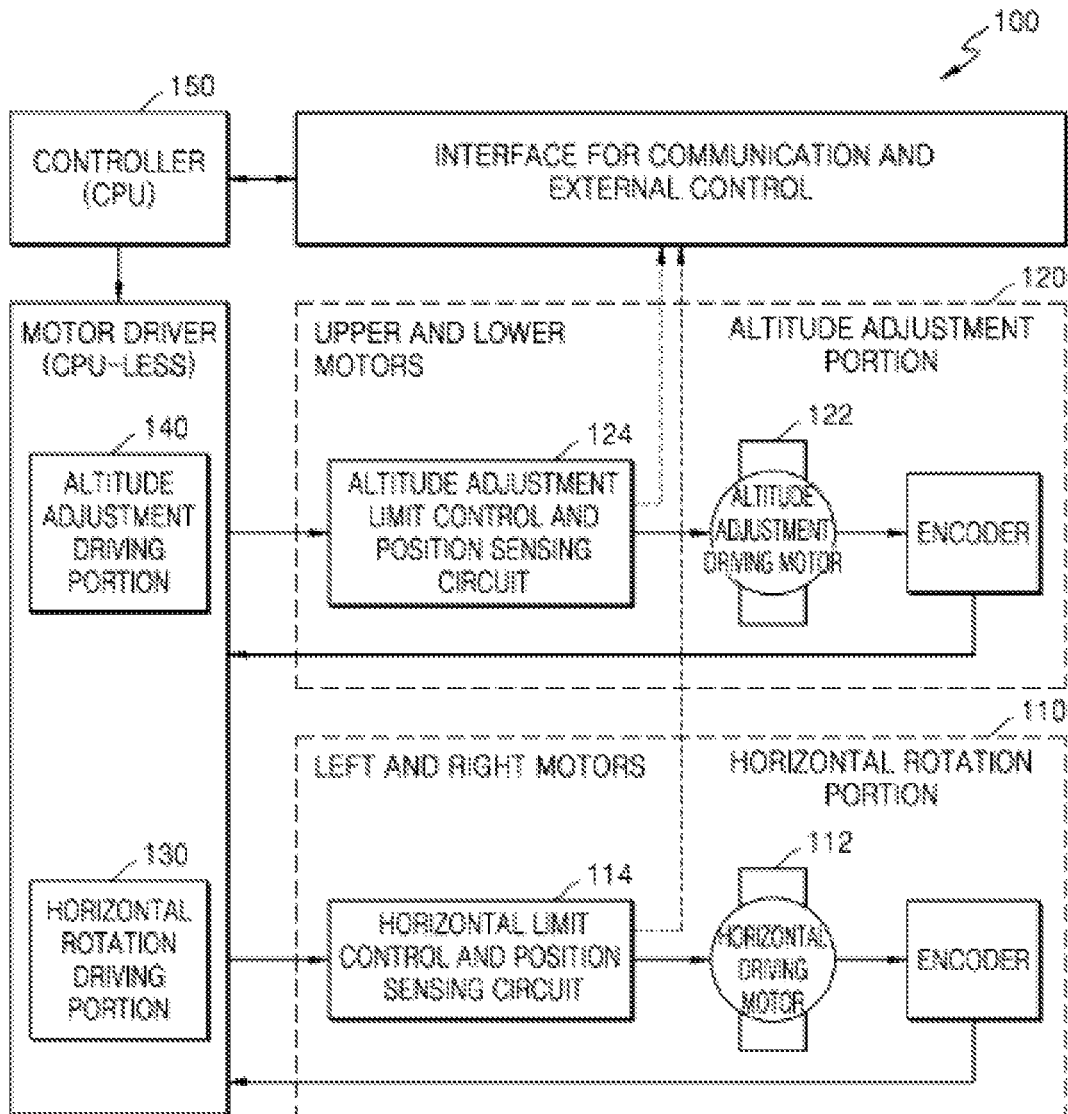 100
150
CONTROLLER
(CPU)
INTERFACE FOR COMMUNICATION AND
EXTERNAL CONTROL
120
MOTOR DRIVER
(CPU-LESS)
UPPER AND LOWER
MOTORS
ALTITUDE ADJUSTMENT
PORTION
140
ALTITUDE
ADJUSTMENT
DRIVING
PORTION
124
ALTITUDE ADJUSTMENT
LIMIT CONTROL AND
POSITION SENSING
CIRCUIT
122
ALTITUDE
ADJUSTMENT
DRIVING MOTOR
ENCODER
110
LEFT AND RIGHT MOTORS
HORIZONTAL ROTATION
PORTION
130
HORIZONTAL
ROTATION
DRIVING
PORTION
114
HORIZONTAL LIMIT
CONTROL AND POSITION
SENSING CIRCUIT
112
HORIZONTAL
DRIVING
MOTOR
ENCODER